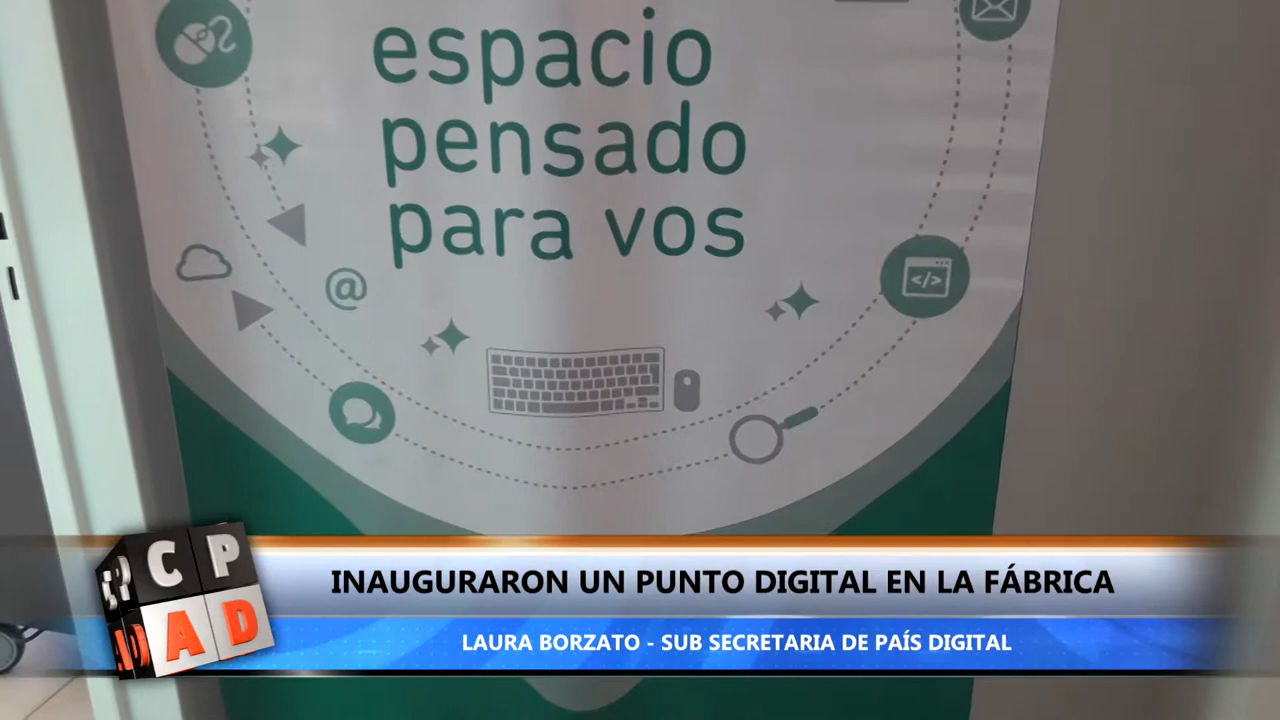 espacio
pensado
para vos
@
</>
CP
AD
INAUGURARON UN PUNTO DIGITAL EN LA FÁBRICA
LAURA BORZATO - SUB SECRETARIA DE PAÍS DIGITAL